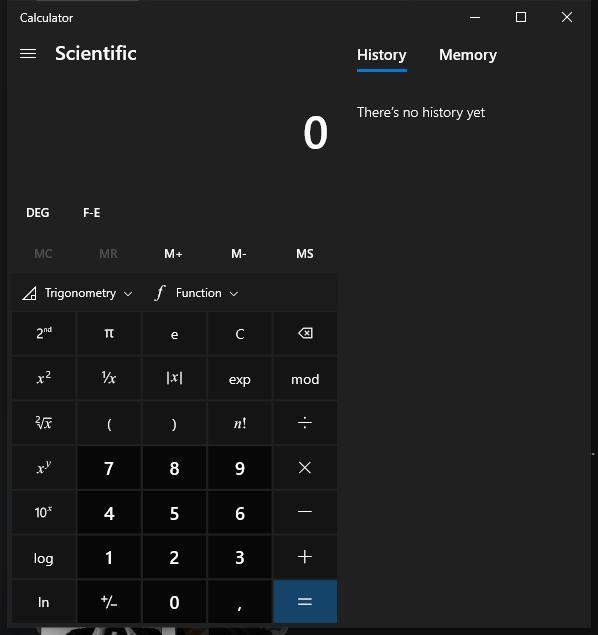 Calculator
Scientific
History Memory
There's no history yet
0
DEG F-E
MC MR M+ M- MS
Trigonometry f Function
2ⁿᵈ π e C
x² ¹/x |x| exp mod
²√x ( ) n! ÷
xʸ 7 8 9 ×
10ˣ 4 5 6 −
log 1 2 3 +
ln +/− 0 , =